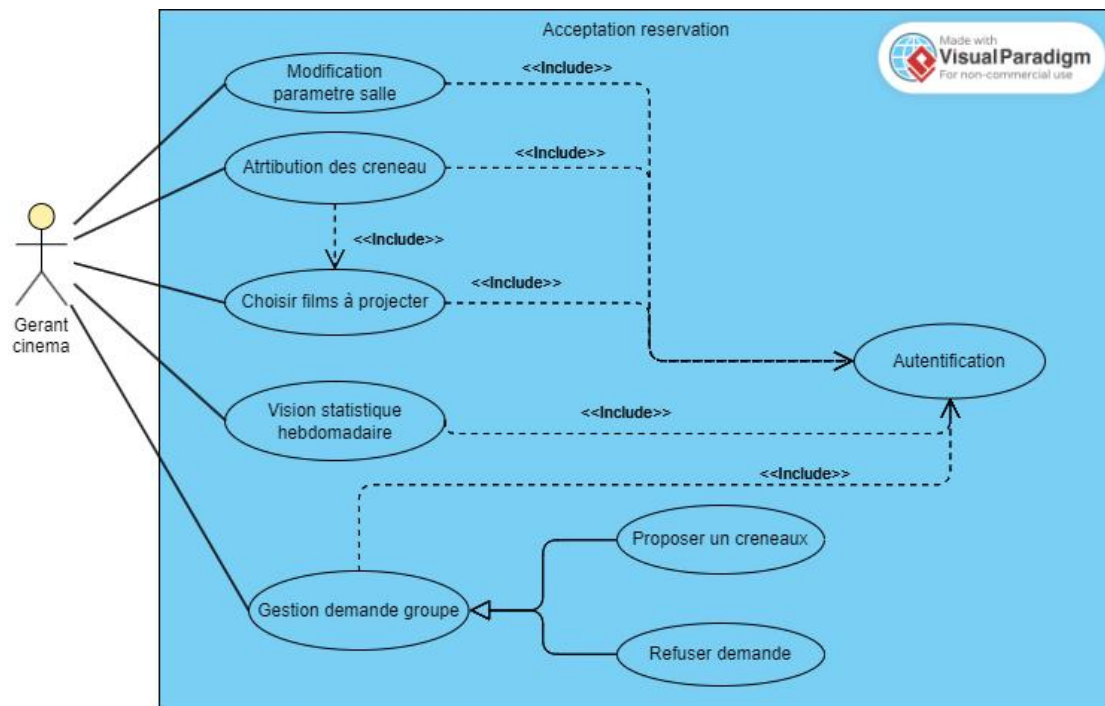 Acceptation reservation
Made with
Visual Paradigm
For non-commercial use
Modification
parametre salle
<<Include>>
Atrtibution des creneau
<<Include>>
<<Include>>
Choisir films à projecter
<<Include>>
Gerant
cinema
Autentification
Vision statistique
hebdomadaire
<<Include>>
<<Include>>
Proposer un creneaux
Gestion demande groupe
Refuser demande